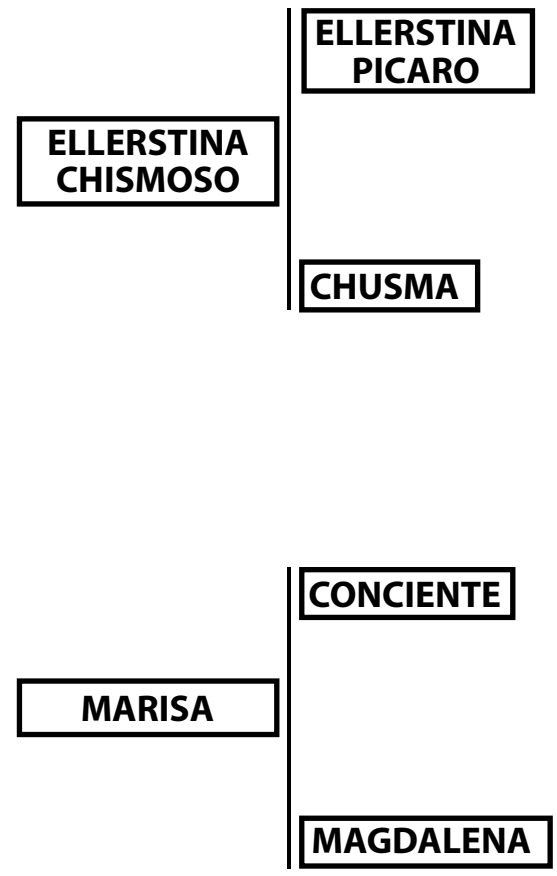 ELLERSTINA
PICARO
ELLERSTINA
CHISMOSO
CHUSMA
CONCIENTE
MARISA
MAGDALENA